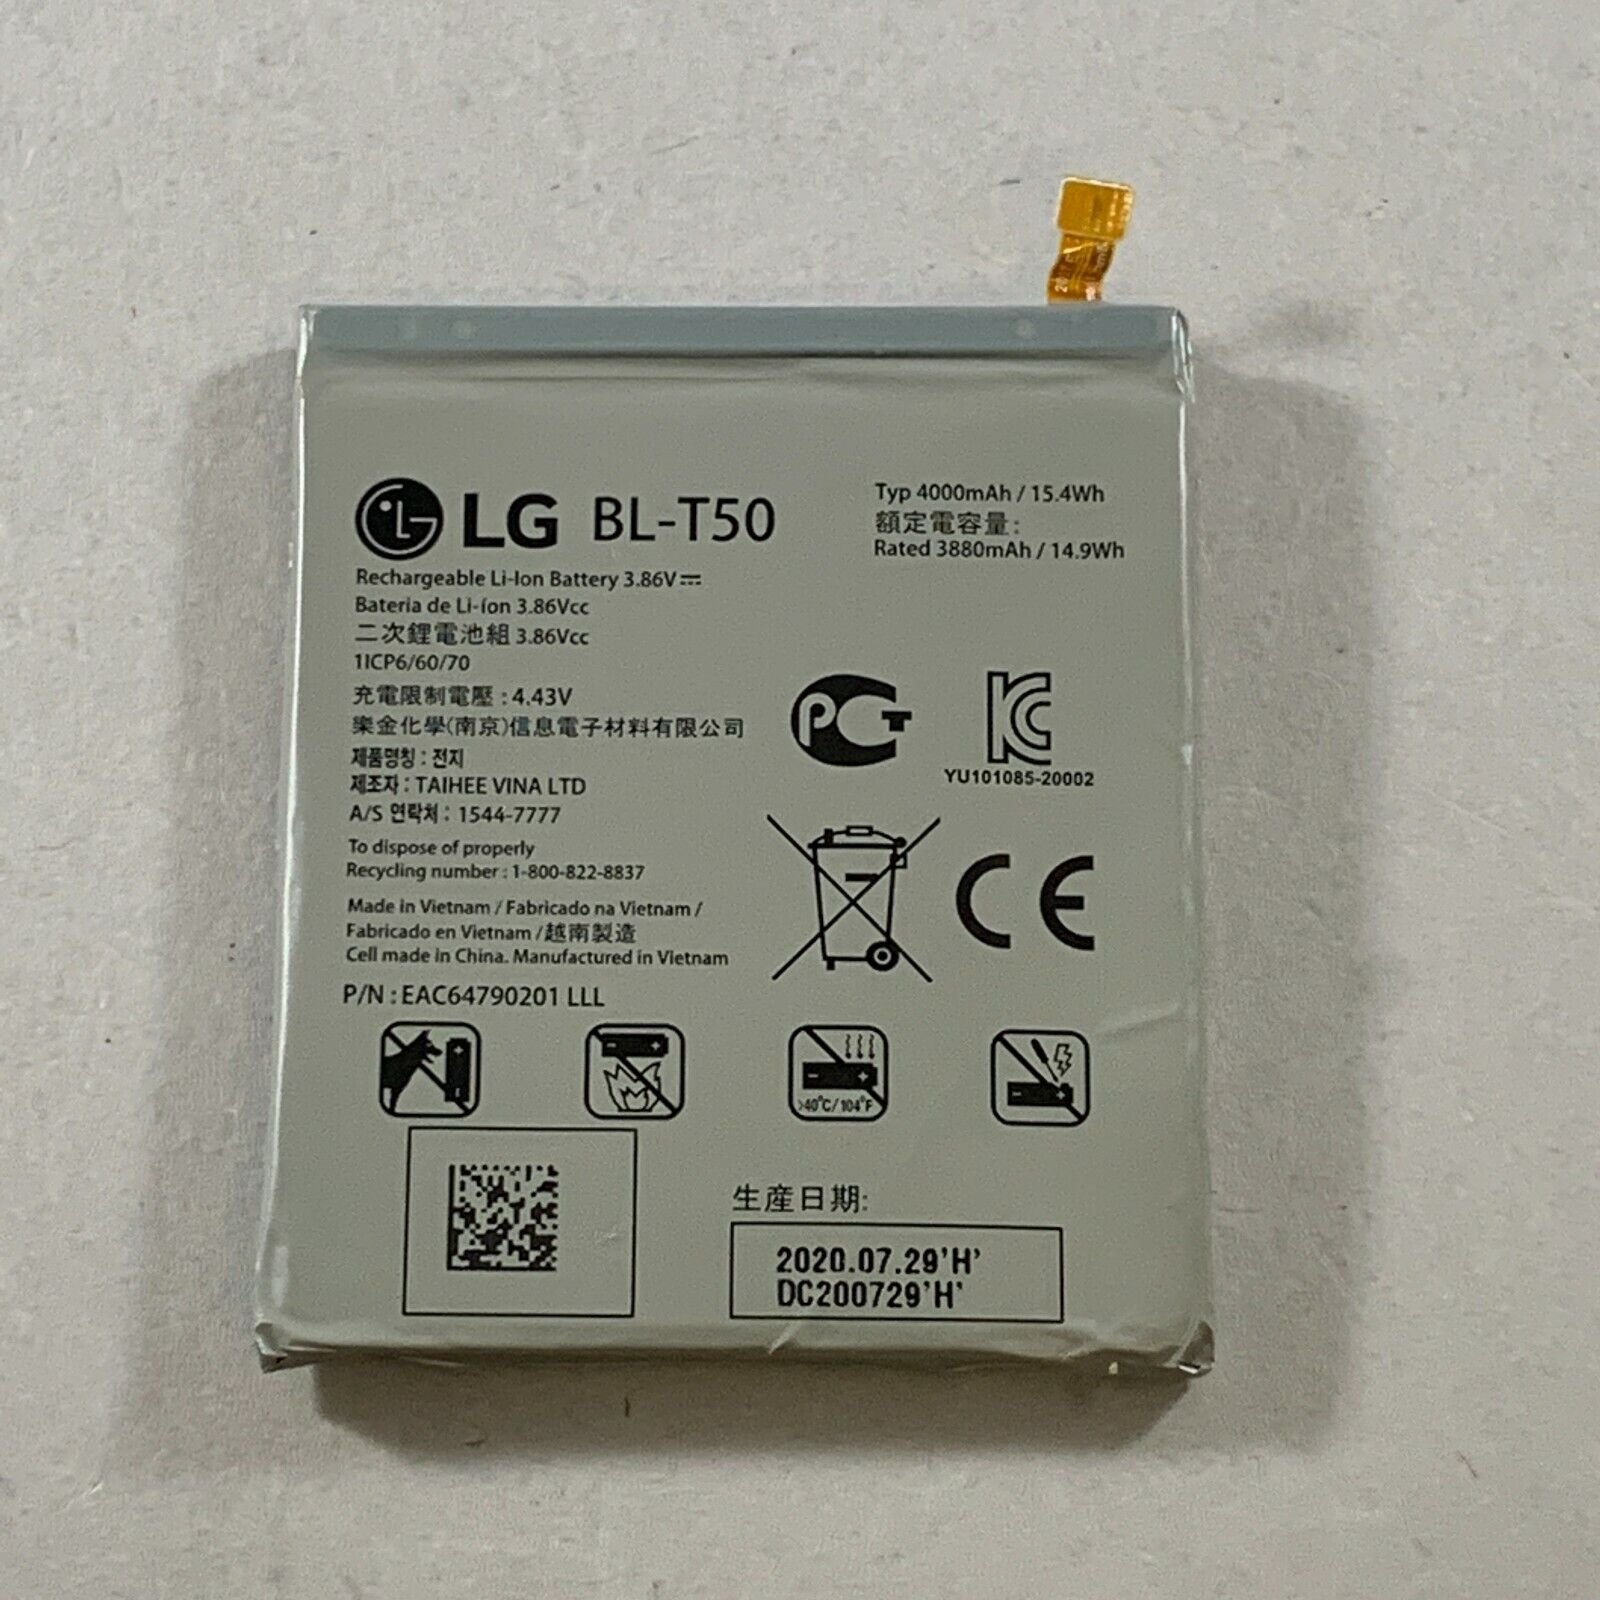 LG BL-T50
Typ 4000mAh / 15.4Wh
額定電容量:
Rated 3880mAh / 14.9Wh
Rechargeable Li-Ion Battery 3.86V
Bateria de Li-íon 3.86Vcc
二次鋰電池組 3.86Vcc
1ICP6/60/70
充電限制電壓 : 4.43V
樂金化學(南京)信息電子材料有限公司
제품명칭 : 전지
제조자 : TAIHEE VINA LTD
A/S 연락처 : 1544-7777
To dispose of properly
Recycling number : 1-800-822-8837
Made in Vietnam / Fabricado na Vietnam /
Fabricado en Vietnam / 越南製造
Cell made in China. Manufactured in Vietnam
P/N : EAC64790201 LLL
PCT
KC
YU101085-20002
CE
>40°C/104°F
生產日期:
2020.07.29'H'
DC200729'H'